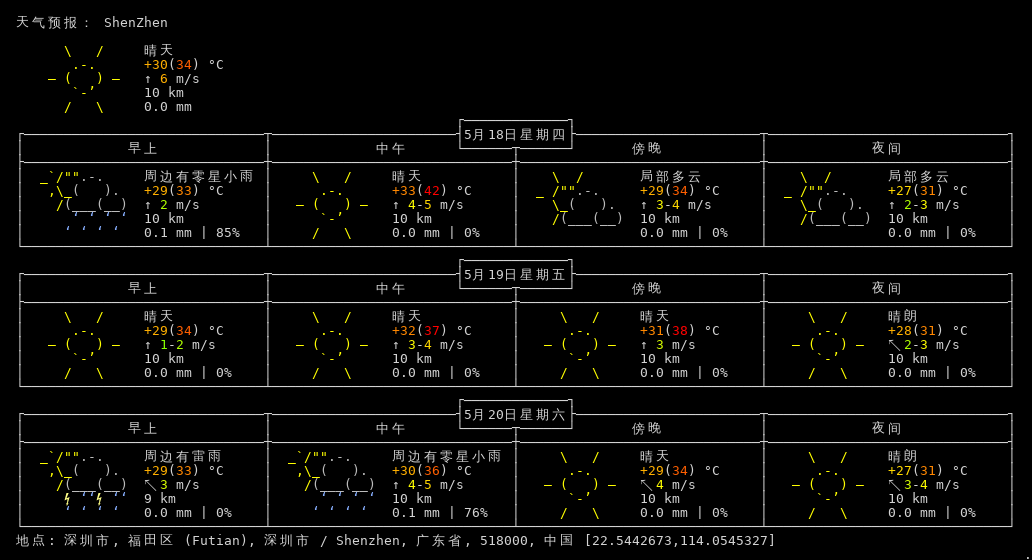 天气预报： ShenZhen
晴天
+30(34) °C
↑ 6 m/s
10 km
0.0 mm
5月18日星期四
早上 中午 傍晚 夜间
周边有零星小雨 晴天 局部多云 局部多云
+29(33) °C +33(42) °C +29(34) °C +27(31) °C
↑ 2 m/s ↑ 4-5 m/s ↑ 3-4 m/s ↑ 2-3 m/s
10 km 10 km 10 km 10 km
0.1 mm | 85% 0.0 mm | 0% 0.0 mm | 0% 0.0 mm | 0%
5月19日星期五
早上 中午 傍晚 夜间
晴天 晴天 晴天 晴朗
+29(34) °C +32(37) °C +31(38) °C +28(31) °C
↑ 1-2 m/s ↑ 3-4 m/s ↑ 3 m/s ↖ 2-3 m/s
10 km 10 km 10 km 10 km
0.0 mm | 0% 0.0 mm | 0% 0.0 mm | 0% 0.0 mm | 0%
5月20日星期六
早上 中午 傍晚 夜间
周边有雷雨 周边有零星小雨 晴天 晴朗
+29(33) °C +30(36) °C +29(34) °C +27(31) °C
↖ 3 m/s ↑ 4-5 m/s ↖ 4 m/s ↖ 3-4 m/s
9 km 10 km 10 km 10 km
0.0 mm | 0% 0.1 mm | 76% 0.0 mm | 0% 0.0 mm | 0%
地点: 深圳市, 福田区 (Futian), 深圳市 / Shenzhen, 广东省, 518000, 中国 [22.5442673,114.0545327]